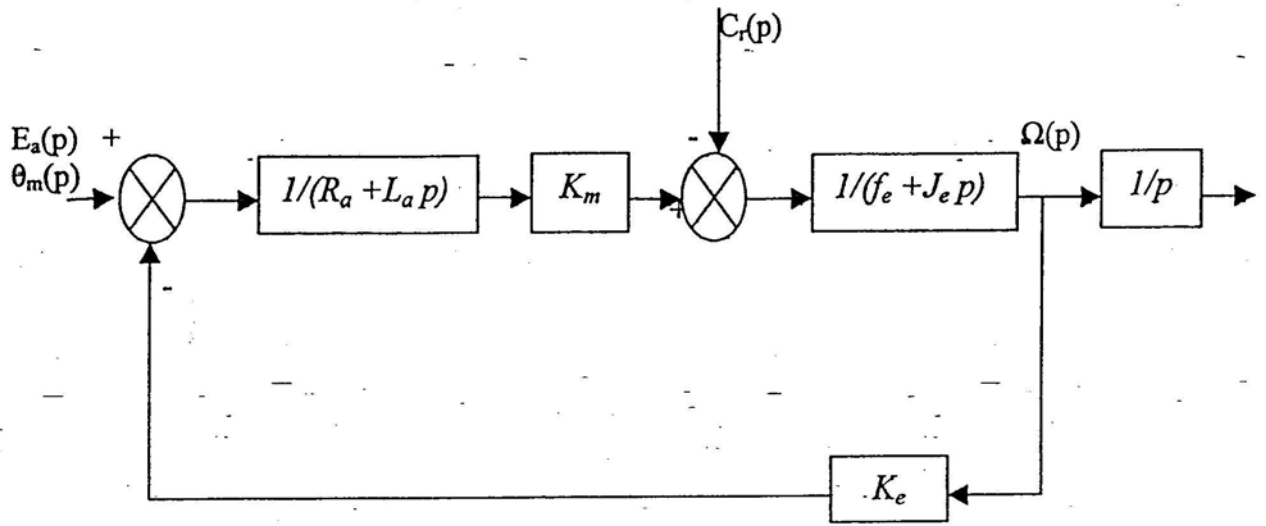 C_r(p)
-
E_a(p) +
θ_m(p)
1/(R_a +L_a p)
K_m
+
1/(f_e +J_e p)
Ω(p)
1/p
-
K_e